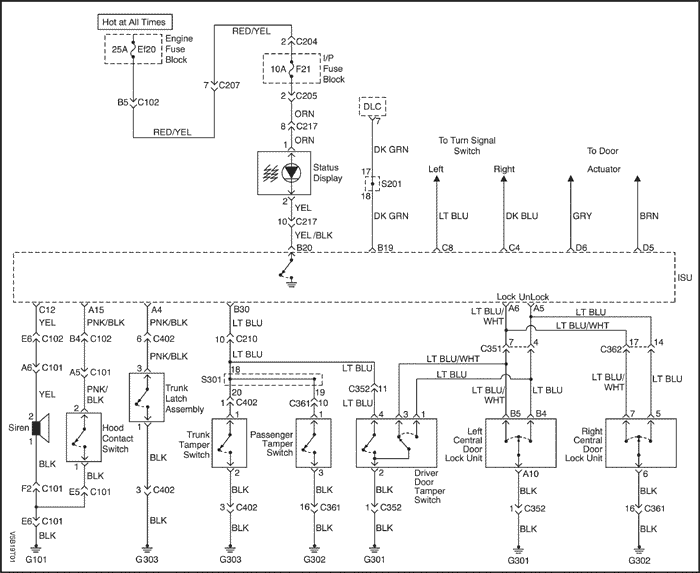 Hot at All Times
25A Ef20
Engine
Fuse
Block
RED/YEL
2 C204
10A F21
I/P
Fuse
Block
7 C207
2 C205
B5 C102
RED/YEL
ORN
8 C217
ORN
1
Status
Display
2
YEL
10 C217
YEL/BLK
B20
DLC
7
DK GRN
17
S201
18
DK GRN
B19
To Turn Signal
Switch
Left
Right
LT BLU
DK BLU
C8
C4
To Door
Actuator
GRY
BRN
D6
D5
ISU
Lock UnLock
C12
A15
A4
B30
A6
A5
YEL
PNK/BLK
PNK/BLK
LT BLU
LT BLU/
WHT
LT BLU
E6 C102
B4 C102
6 C402
10 C210
LT BLU/WHT
LT BLU
C351 7 4
C362 17 14
PNK/BLK
LT BLU
LT BLU/WHT
A6 C101
A5 C101
3
S301
18
C352 11
LT BLU
YEL
PNK/
BLK
Trunk
Latch
Assembly
20
19
1 C402
C361 10
LT BLU
LT BLU/
WHT
LT BLU
LT BLU/
WHT
LT BLU
2
Siren
1
2
Hood
Contact
Switch
1
1
1
Trunk
Tamper
Switch
2
1
Passenger
Tamper
Switch
3
4
3
1
2
Driver
Door
Tamper
Switch
B5
B4
Left
Central
Door
Lock Unit
A10
7
5
Right
Central
Door
Lock Unit
6
BLK
BLK
BLK
BLK
BLK
BLK
BLK
BLK
F2 C101
E5 C101
3 C402
3 C402
16 C361
1 C352
1 C352
16 C361
E6 C101
BLK
BLK
BLK
BLK
BLK
BLK
BLK
G101
G303
G303
G302
G301
G301
G302
V5B19T01